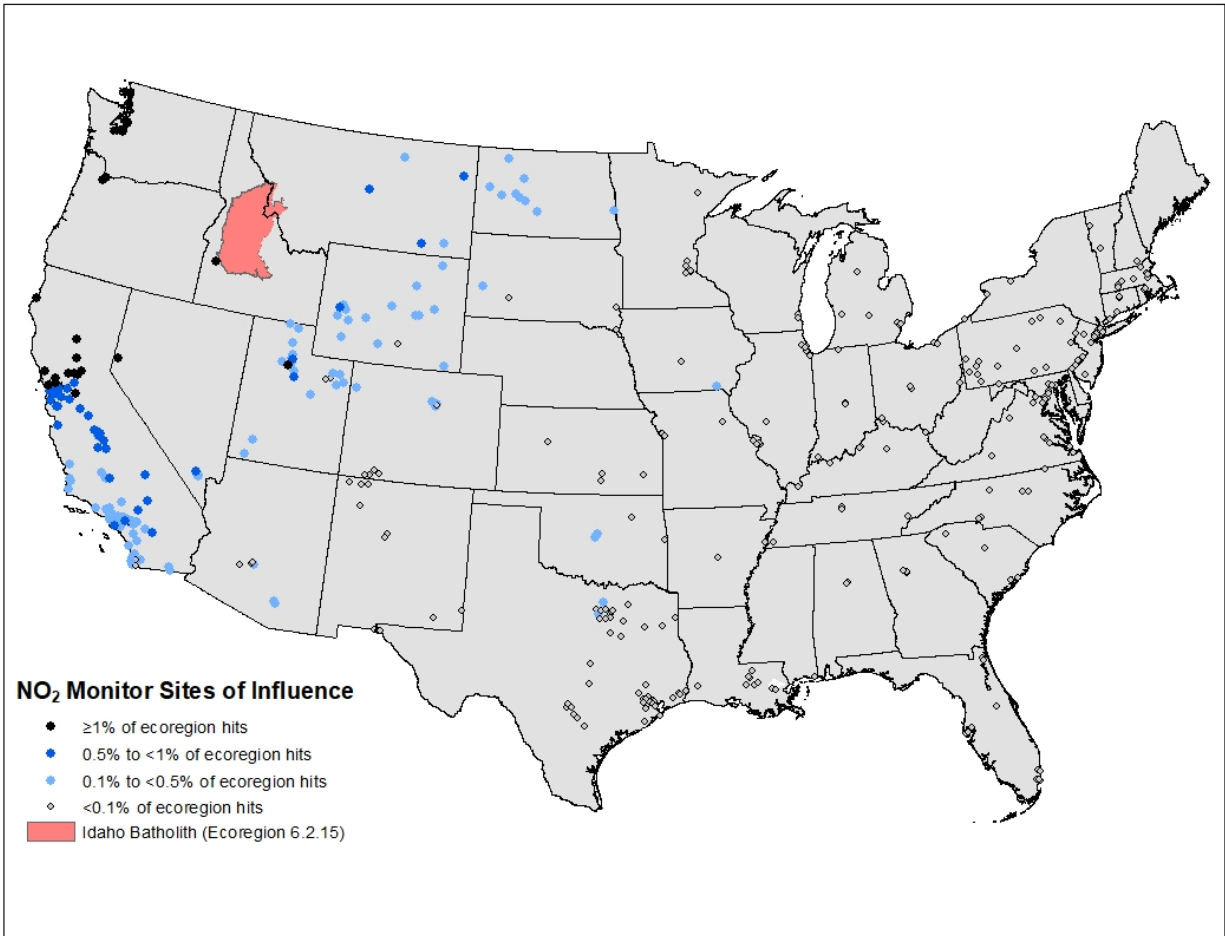 NO₂ Monitor Sites of Influence
≥1% of ecoregion hits
0.5% to <1% of ecoregion hits
0.1% to <0.5% of ecoregion hits
<0.1% of ecoregion hits
Idaho Batholith (Ecoregion 6.2.15)